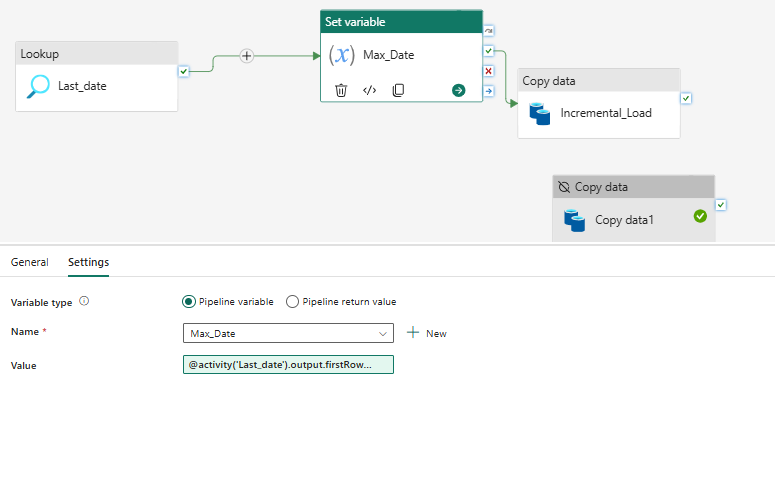 Lookup
Last_date
Set variable
(x) Max_Date
</>
Copy data
Incremental_Load
Copy data
Copy data1
General Settings
Variable type Pipeline variable Pipeline return value
Name * Max_Date New
Value @activity('Last_date').output.firstRow...